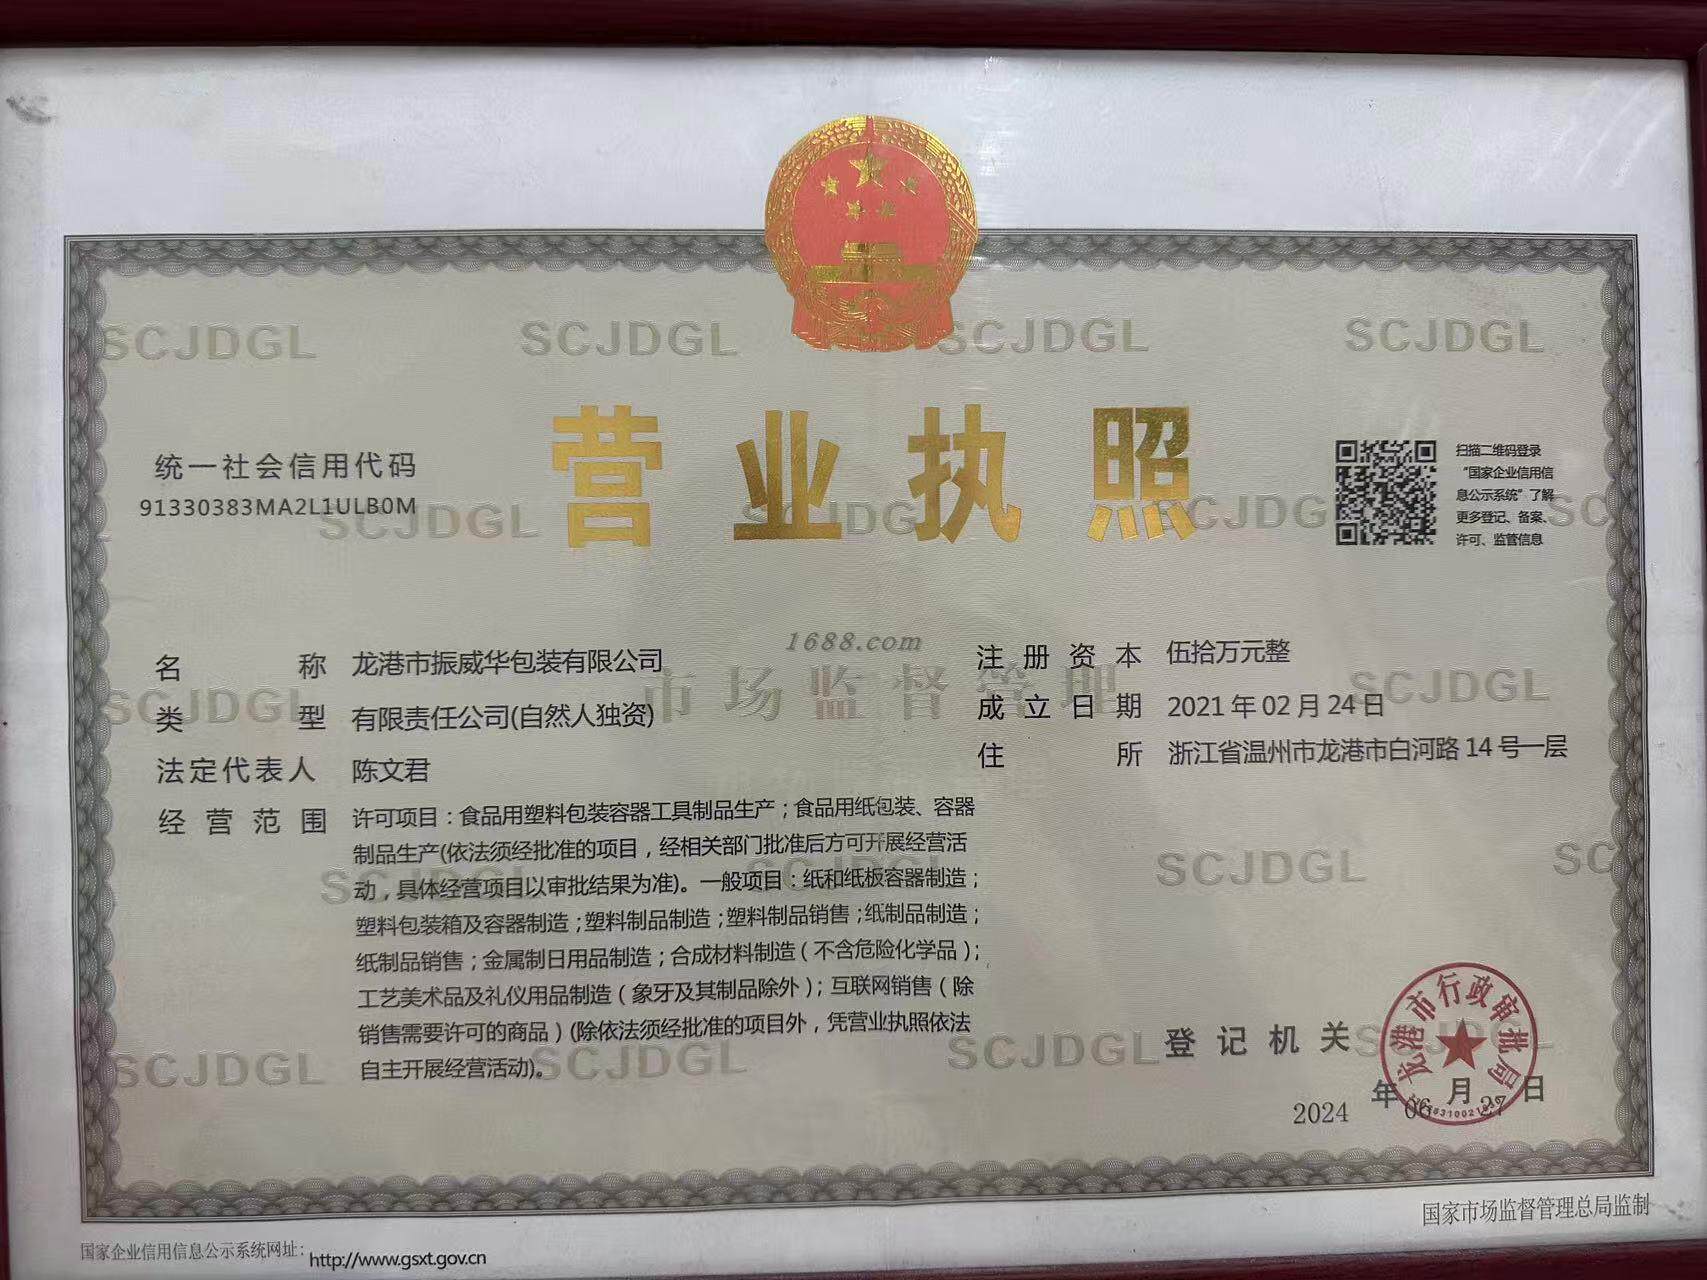 SCJDGL SCJDGL SCJDGL SCJDGL
营业执照
统一社会信用代码
91330383MA2L1ULB0M
扫描二维码登录
“国家企业信用信
息公示系统”了解
更多登记、备案、
许可、监管信息
SCJDGL SCJDGL SCJDGL SC
1688.com
市场监督管理
名称 龙港市振威华包装有限公司
类型 有限责任公司(自然人独资)
法定代表人 陈文君
经营范围 许可项目：食品用塑料包装容器工具制品生产；食品用纸包装、容器
制品生产(依法须经批准的项目，经相关部门批准后方可开展经营活
动，具体经营项目以审批结果为准)。一般项目：纸和纸板容器制造；
塑料包装箱及容器制造；塑料制品制造；塑料制品销售；纸制品制造；
纸制品销售；金属制日用品制造；合成材料制造（不含危险化学品）；
工艺美术品及礼仪用品制造（象牙及其制品除外）；互联网销售（除
销售需要许可的商品）(除依法须经批准的项目外，凭营业执照依法
自主开展经营活动)。
注册资本 伍拾万元整
成立日期 2021年02月24日
住所 浙江省温州市龙港市白河路14号一层
SCJDGL SCJDGL
SCJDGL SCJDGL SCJDGL SC
SCJDGL SCJDGL SCJDGL
登记机关
龙港市行政审批局
2024年06月27日
国家企业信用信息公示系统网址：http://www.gsxt.gov.cn
国家市场监督管理总局监制